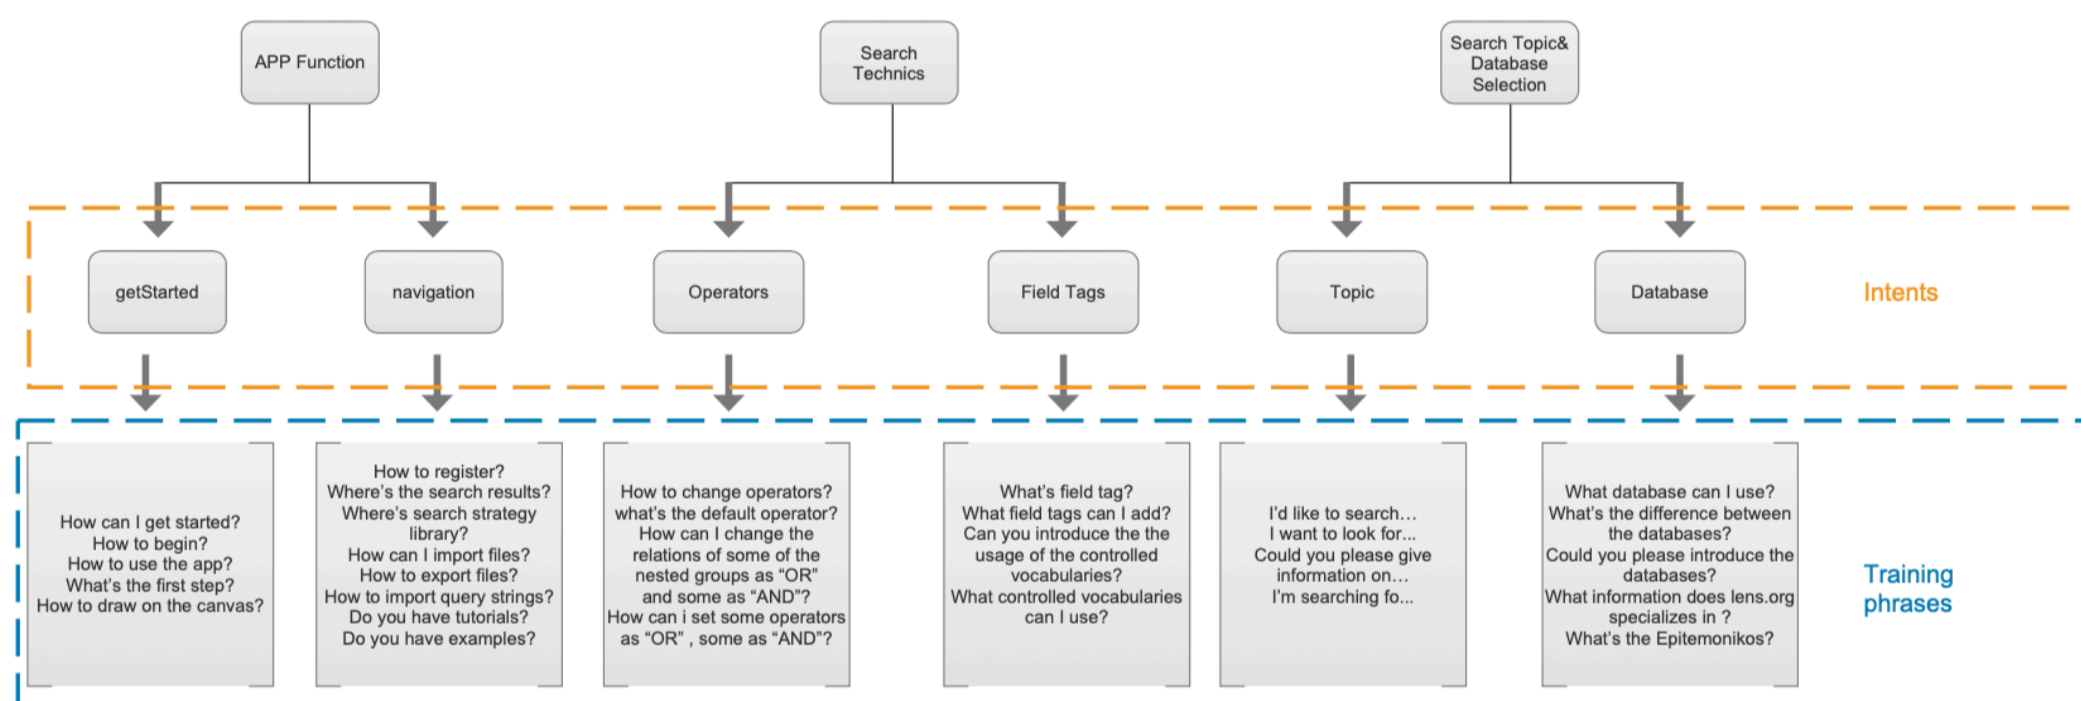 APP Function
Search
Technics
Search Topic&
Database
Selection
getStarted
navigation
Operators
Field Tags
Topic
Database
Intents
How can I get started?
How to begin?
How to use the app?
What's the first step?
How to draw on the canvas?
How to register?
Where's the search results?
Where's search strategy
library?
How can I import files?
How to export files?
How to import query strings?
Do you have tutorials?
Do you have examples?
How to change operators?
what's the default operator?
How can I change the
relations of some of the
nested groups as “OR”
and some as “AND”?
How can i set some operators
as “OR” , some as “AND”?
What's field tag?
What field tags can I add?
Can you introduce the the
usage of the controlled
vocabularies?
What controlled vocabularies
can I use?
I'd like to search…
I want to look for...
Could you please give
information on…
I'm searching fo...
What database can I use?
What's the difference between
the databases?
Could you please introduce the
databases?
What information does lens.org
specializes in ?
What's the Epitemonikos?
Training
phrases